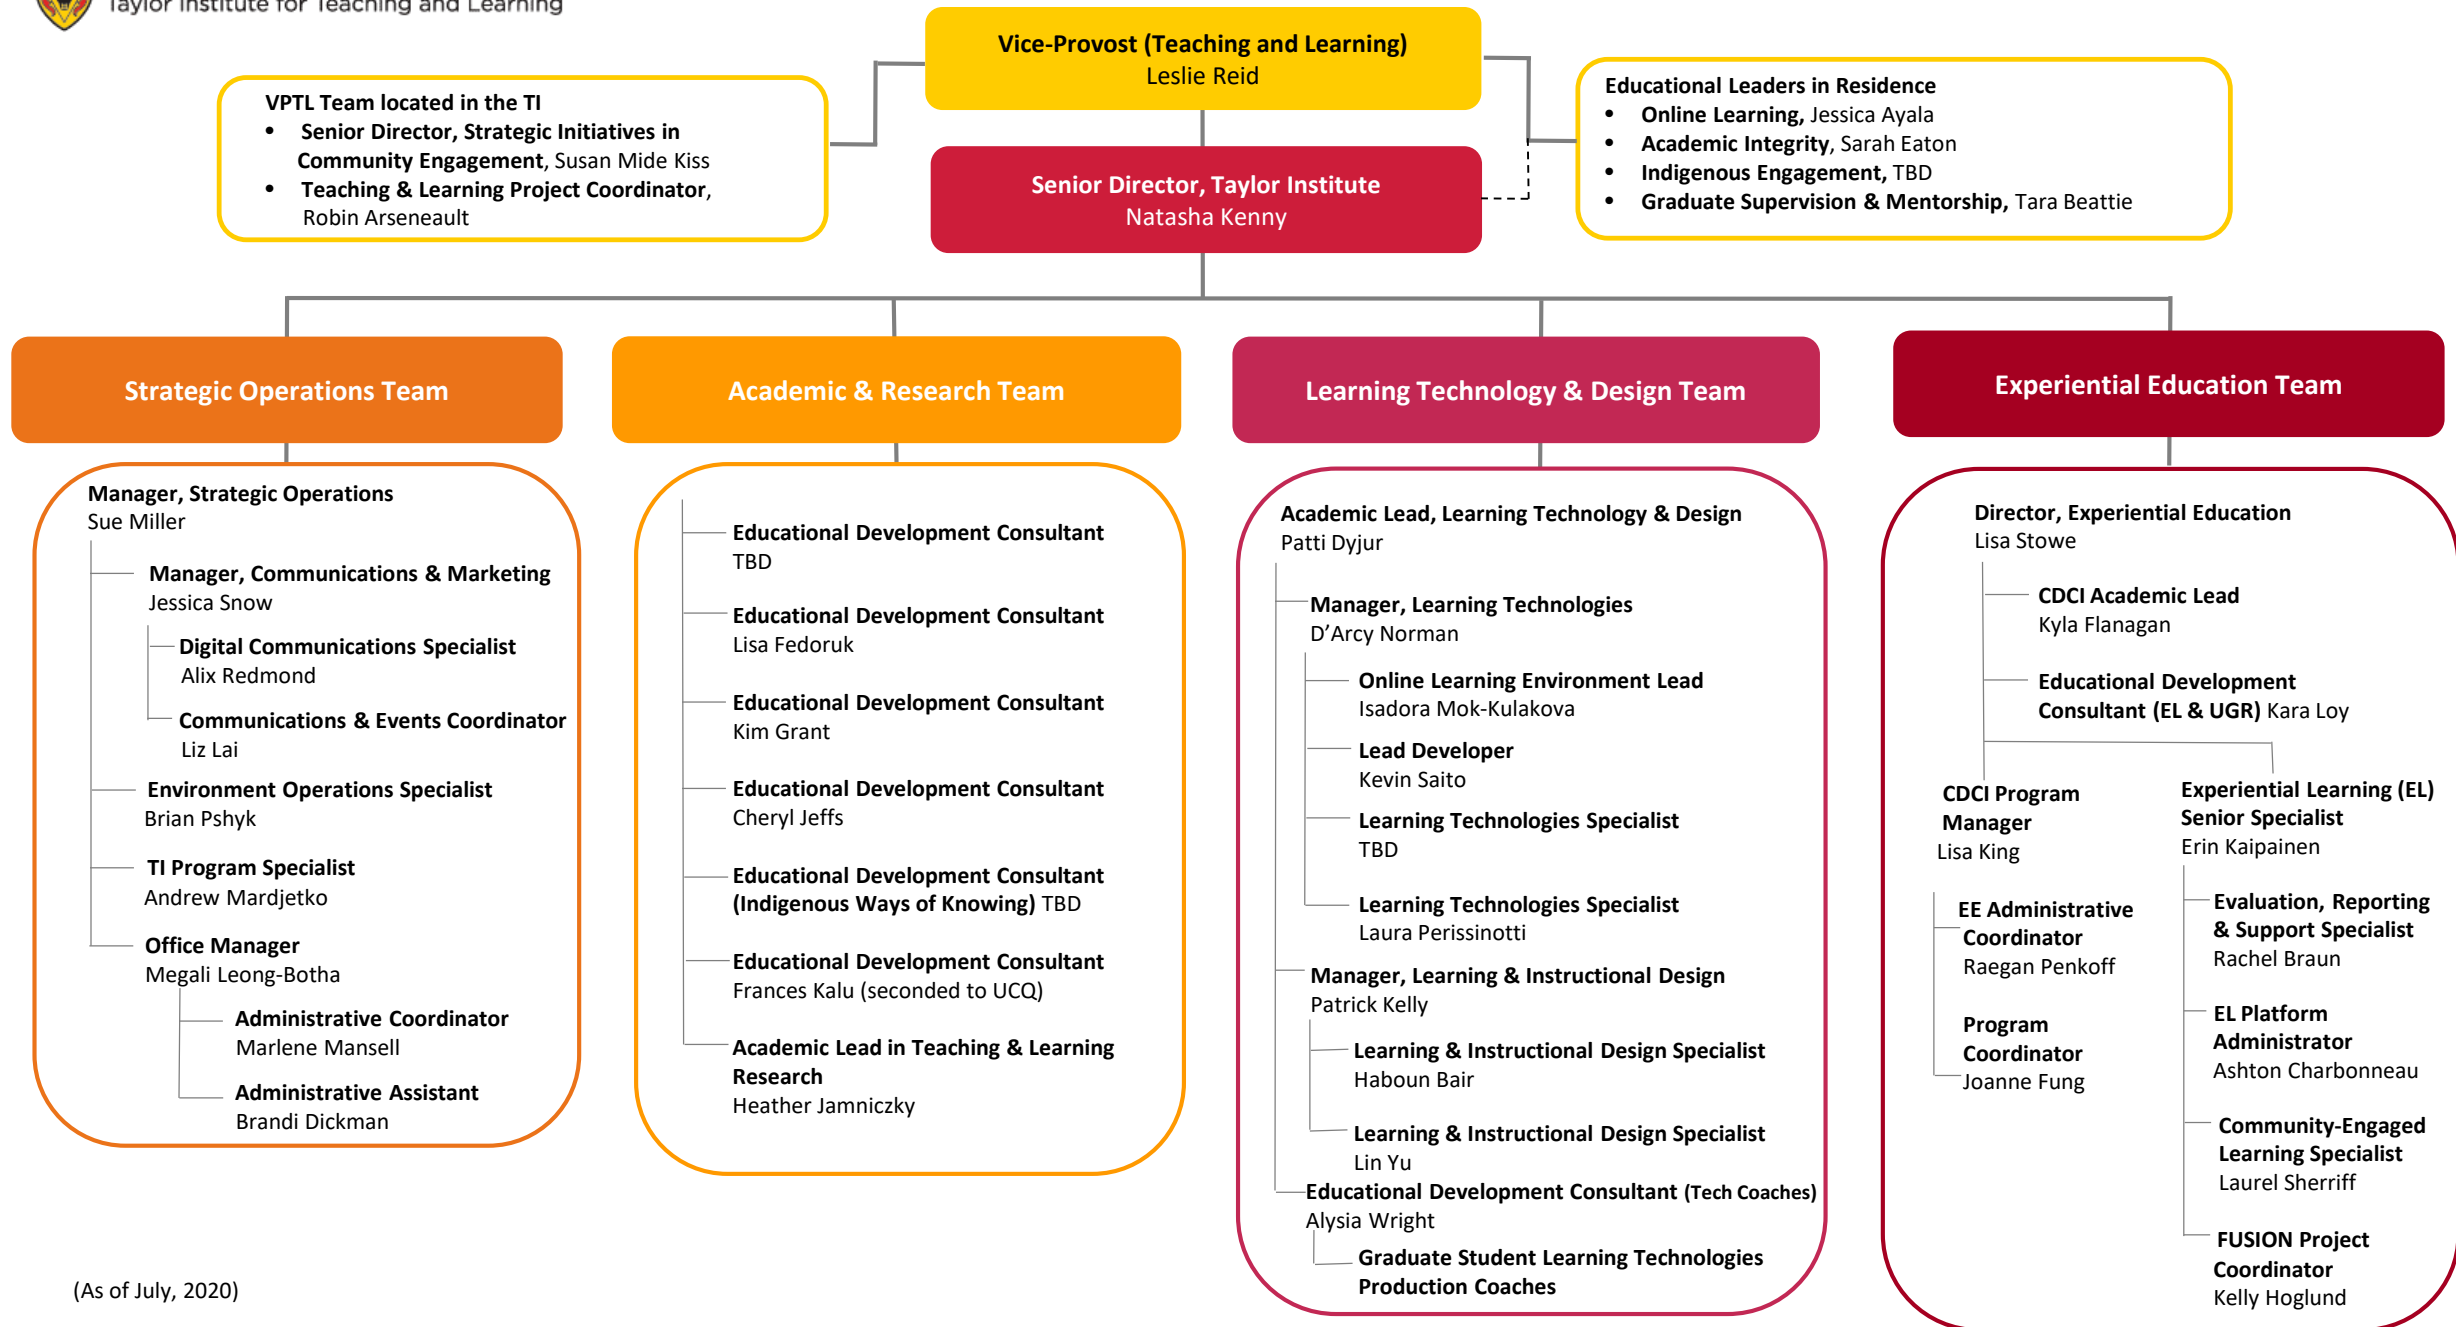 Taylor Institute for Teaching and Learning
Vice-Provost (Teaching and Learning)
Leslie Reid
VPTL Team located in the TI
• Senior Director, Strategic Initiatives in
Community Engagement, Susan Mide Kiss
• Teaching & Learning Project Coordinator,
Robin Arseneault
Educational Leaders in Residence
• Online Learning, Jessica Ayala
• Academic Integrity, Sarah Eaton
• Indigenous Engagement, TBD
• Graduate Supervision & Mentorship, Tara Beattie
Senior Director, Taylor Institute
Natasha Kenny
Strategic Operations Team
Manager, Strategic Operations
Sue Miller
Manager, Communications & Marketing
Jessica Snow
Digital Communications Specialist
Alix Redmond
Communications & Events Coordinator
Liz Lai
Environment Operations Specialist
Brian Pshyk
TI Program Specialist
Andrew Mardjetko
Office Manager
Megali Leong-Botha
Administrative Coordinator
Marlene Mansell
Administrative Assistant
Brandi Dickman
Academic & Research Team
Educational Development Consultant
TBD
Educational Development Consultant
Lisa Fedoruk
Educational Development Consultant
Kim Grant
Educational Development Consultant
Cheryl Jeffs
Educational Development Consultant
(Indigenous Ways of Knowing) TBD
Educational Development Consultant
Frances Kalu (seconded to UCQ)
Academic Lead in Teaching & Learning
Research
Heather Jamniczky
Learning Technology & Design Team
Academic Lead, Learning Technology & Design
Patti Dyjur
Manager, Learning Technologies
D’Arcy Norman
Online Learning Environment Lead
Isadora Mok-Kulakova
Lead Developer
Kevin Saito
Learning Technologies Specialist
TBD
Learning Technologies Specialist
Laura Perissinotti
Manager, Learning & Instructional Design
Patrick Kelly
Learning & Instructional Design Specialist
Haboun Bair
Learning & Instructional Design Specialist
Lin Yu
Educational Development Consultant (Tech Coaches)
Alysia Wright
Graduate Student Learning Technologies
Production Coaches
Experiential Education Team
Director, Experiential Education
Lisa Stowe
CDCI Academic Lead
Kyla Flanagan
Educational Development
Consultant (EL & UGR) Kara Loy
CDCI Program
Manager
Lisa King
EE Administrative
Coordinator
Raegan Penkoff
Program
Coordinator
Joanne Fung
Experiential Learning (EL)
Senior Specialist
Erin Kaipainen
Evaluation, Reporting
& Support Specialist
Rachel Braun
EL Platform
Administrator
Ashton Charbonneau
Community-Engaged
Learning Specialist
Laurel Sherriff
FUSION Project
Coordinator
Kelly Hoglund
(As of July, 2020)